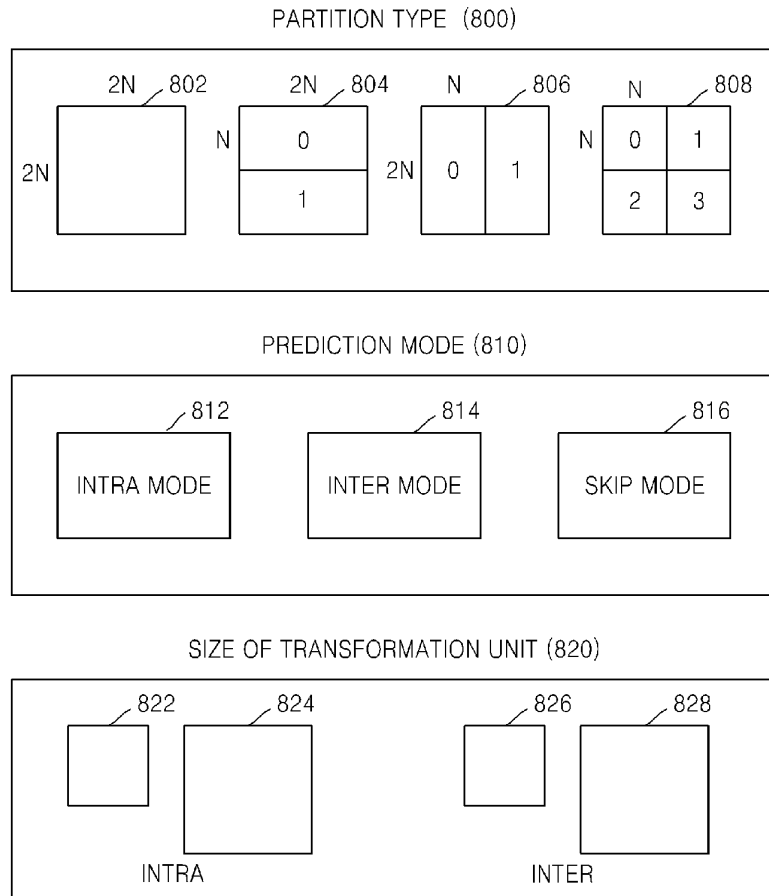 PARTITION TYPE (800)
2N 802 2N 804 N 806 N 808
N 0 N 0 1
2N 2N 0 1
1 2 3
PREDICTION MODE (810)
812 814 816
INTRA MODE INTER MODE SKIP MODE
SIZE OF TRANSFORMATION UNIT (820)
822 824 826 828
INTRA INTER